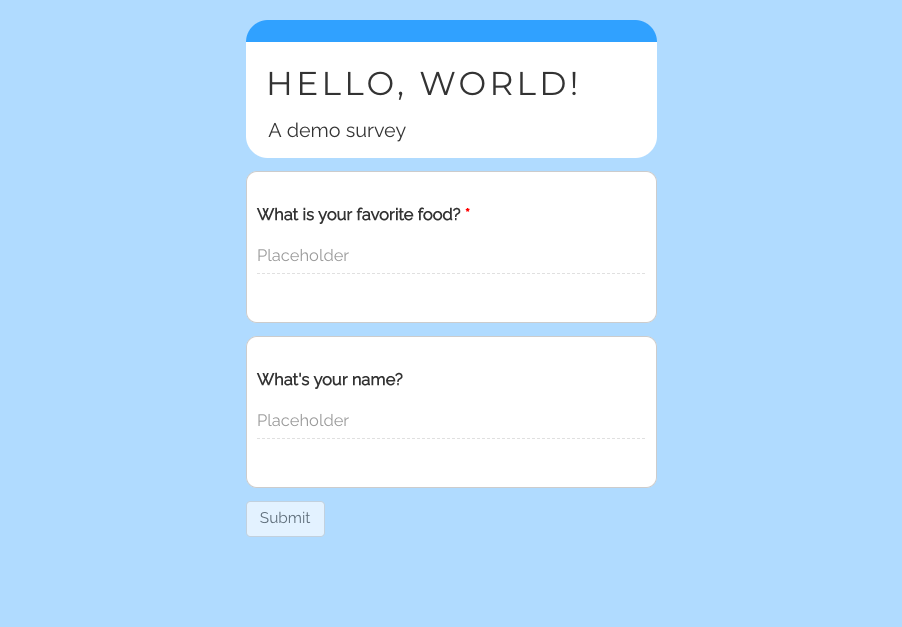 HELLO, WORLD!
A demo survey
What is your favorite food? *
Placeholder
What's your name?
Placeholder
Submit